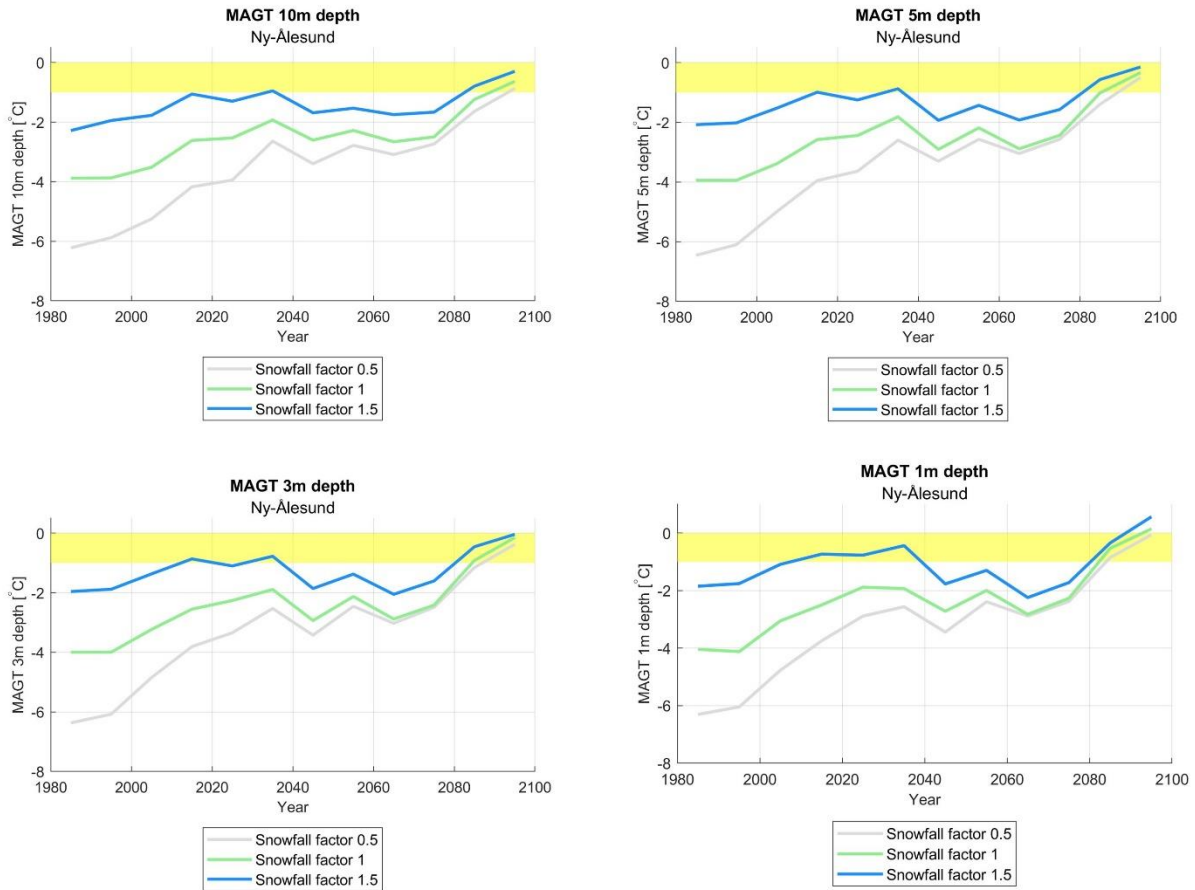 MAGT 10m depth
Ny-Ålesund
MAGT 10m depth [°C]
0
-2
-4
-6
-8
1980
2000
2020
2040
2060
2080
2100
Year
Snowfall factor 0.5
Snowfall factor 1
Snowfall factor 1.5
MAGT 5m depth
Ny-Ålesund
MAGT 5m depth [°C]
0
-2
-4
-6
-8
1980
2000
2020
2040
2060
2080
2100
Year
Snowfall factor 0.5
Snowfall factor 1
Snowfall factor 1.5
MAGT 3m depth
Ny-Ålesund
MAGT 3m depth [°C]
0
-2
-4
-6
-8
1980
2000
2020
2040
2060
2080
2100
Year
Snowfall factor 0.5
Snowfall factor 1
Snowfall factor 1.5
MAGT 1m depth
Ny-Ålesund
MAGT 1m depth [°C]
0
-2
-4
-6
-8
1980
2000
2020
2040
2060
2080
2100
Year
Snowfall factor 0.5
Snowfall factor 1
Snowfall factor 1.5